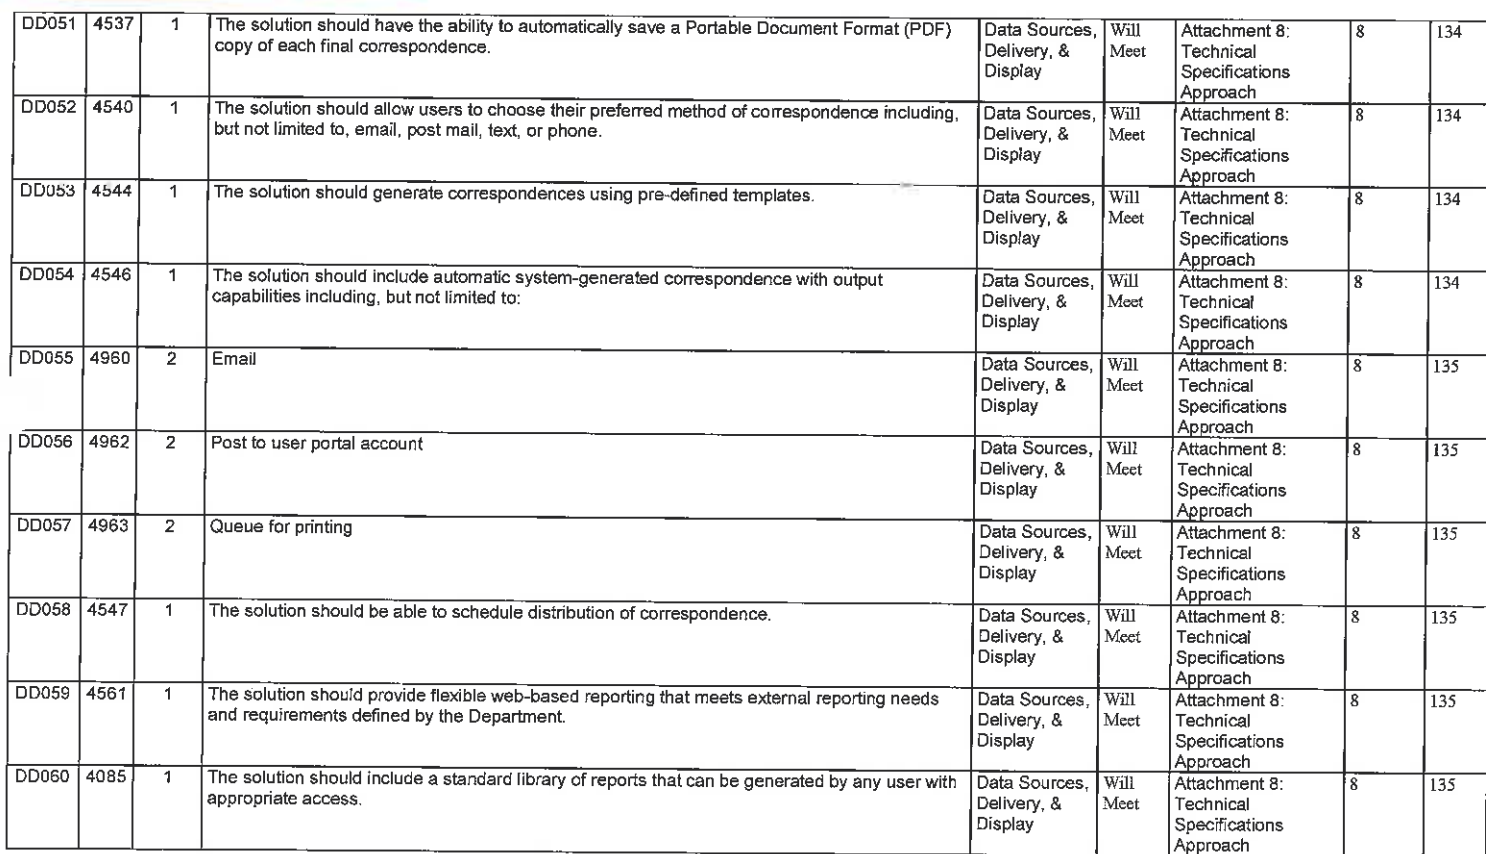 DD051 4537 1 The solution should have the ability to automatically save a Portable Document Format (PDF) Data Sources, Will Attachment 8: 8 134
copy of each final correspondence. Delivery, & Meet Technical
Display Specifications
Approach
DD052 4540 1 The solution should allow users to choose their preferred method of correspondence including, Data Sources, Will Attachment 8: 8 134
but not limited to, email, post mail, text, or phone. Delivery, & Meet Technical
Display Specifications
Approach
DD053 4544 1 The solution should generate correspondences using pre-defined templates. Data Sources, Will Attachment 8: 8 134
Delivery, & Meet Technical
Display Specifications
Approach
DD054 4546 1 The solution should include automatic system-generated correspondence with output Data Sources, Will Attachment 8: 8 134
capabilities including, but not limited to: Delivery, & Meet Technical
Display Specifications
Approach
DD055 4960 2 Email Data Sources, Will Attachment 8: 8 135
Delivery, & Meet Technical
Display Specifications
Approach
DD056 4962 2 Post to user portal account Data Sources, Will Attachment 8: 8 135
Delivery, & Meet Technical
Display Specifications
Approach
DD057 4963 2 Queue for printing Data Sources, Will Attachment 8: 8 135
Delivery, & Meet Technical
Display Specifications
Approach
DD058 4547 1 The solution should be able to schedule distribution of correspondence. Data Sources, Will Attachment 8: 8 135
Delivery, & Meet Technical
Display Specifications
Approach
DD059 4561 1 The solution should provide flexible web-based reporting that meets external reporting needs Data Sources, Will Attachment 8: 8 135
and requirements defined by the Department. Delivery, & Meet Technical
Display Specifications
Approach
DD060 4085 1 The solution should include a standard library of reports that can be generated by any user with Data Sources, Will Attachment 8: 8 135
appropriate access. Delivery, & Meet Technical
Display Specifications
Approach